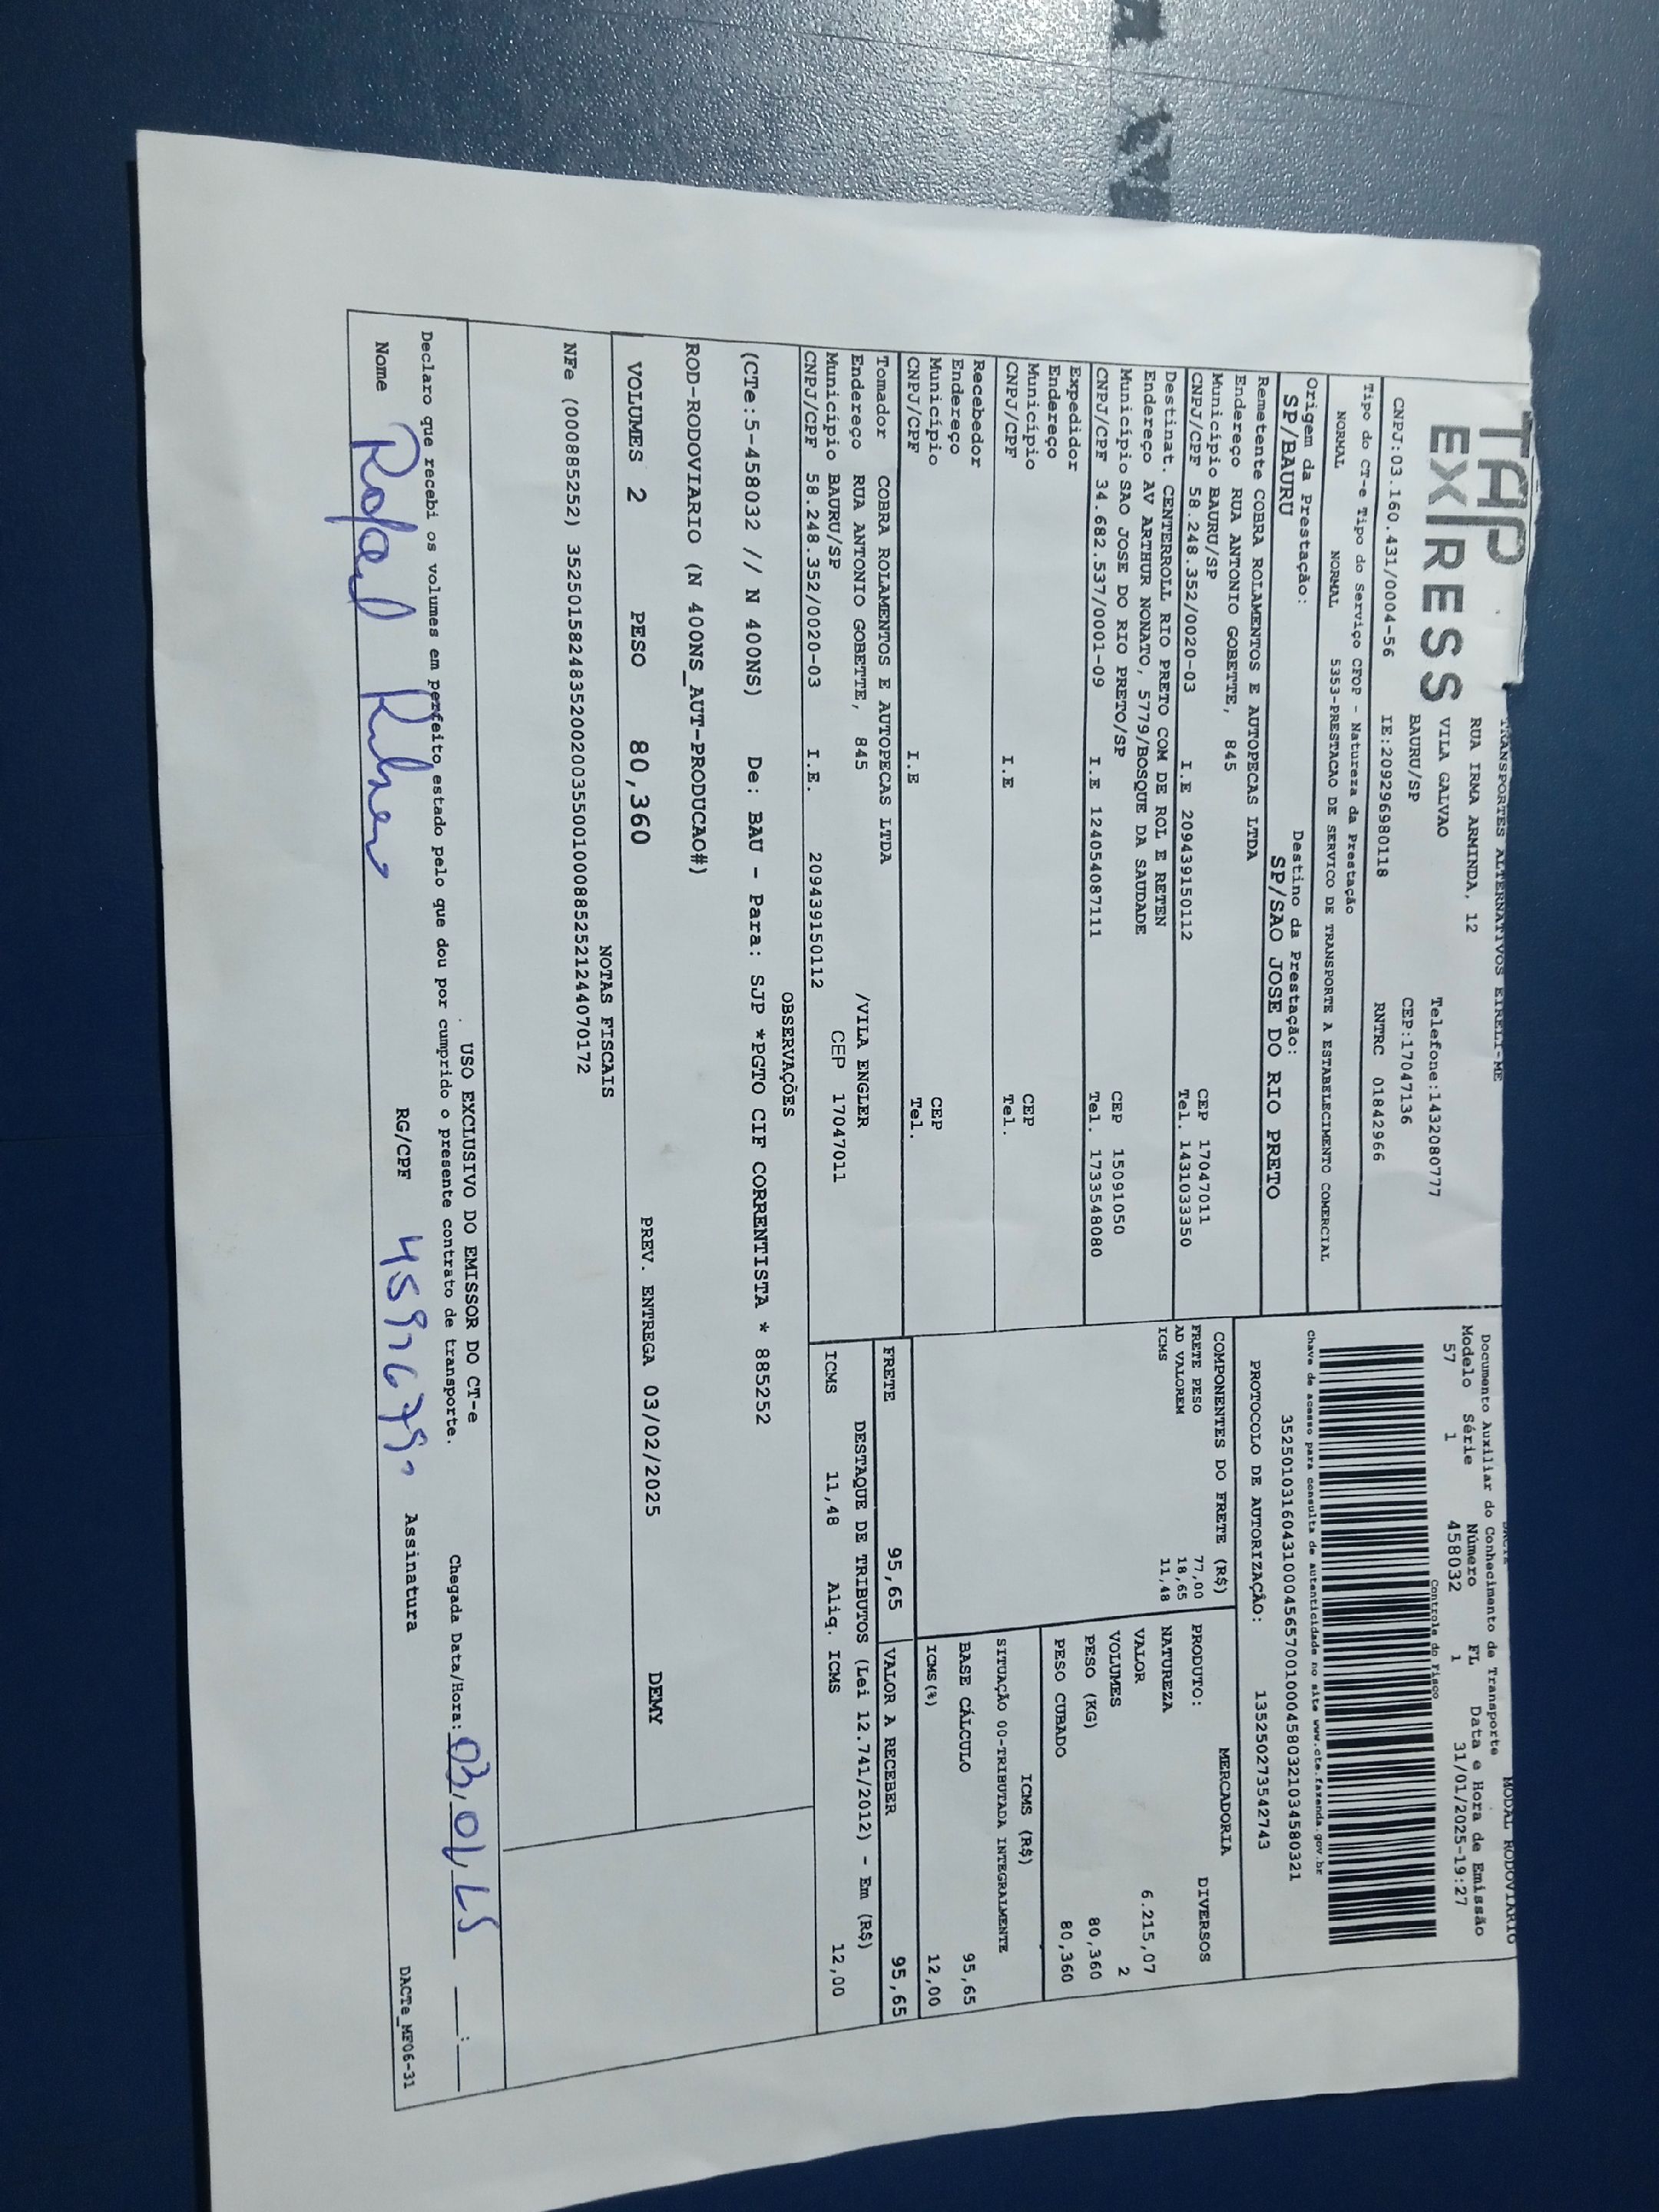 TAP
EXPRESS
TRANSPORTES ALTERNATIVOS EIRELI-ME
RUA IRMA ARMINDA, 12
VILA GALVAO
Telefone:1432080777
BAURU/SP
CEP:17047136
CNPJ:03.160.431/0004-56 IE:209296980118 RNTRC 01842966
Tipo do CT-e Tipo do Serviço CFOP - Natureza da Prestação
NORMAL NORMAL 5353-PRESTACAO DE SERVICO DE TRANSPORTE A ESTABELECIMENTO COMERCIAL
Origem da Prestação: Destino da Prestação:
SP/BAURU SP/SAO JOSE DO RIO PRETO
MODAL RODOVIARIO
Documento Auxiliar do Conhecimento de Transporte
Modelo Série Número FL Data e Hora de Emissão
57 1 458032 1 31/01/2025-19:27
Controle do Fisco
Chave de acesso para consulta de autenticidade no site www.cte.fazenda.gov.br
35250103160431000456570010004580321034580321
PROTOCOLO DE AUTORIZAÇÃO: 135250273542743
Remetente COBRA ROLAMENTOS E AUTOPECAS LTDA
Endereço RUA ANTONIO GOBETTE, 845
Município BAURU/SP CEP 17047011
CNPJ/CPF 58.248.352/0020-03 I.E 209439150112 Tel. 1431033350
Destinat. CENTERROLL RIO PRETO COM DE ROL E RETEN
Endereço AV ARTHUR NONATO, 5779/BOSQUE DA SAUDADE
Município SAO JOSE DO RIO PRETO/SP CEP 15091050
CNPJ/CPF 34.682.537/0001-09 I.E 124054087111 Tel. 1733548080
Expedidor
Endereço
Município CEP
CNPJ/CPF I.E Tel.
Recebedor
Endereço
Município CEP
CNPJ/CPF I.E Tel.
COMPONENTES DO FRETE (R$)
FRETE PESO 77,00
AD VALOREM 18,65
ICMS 11,48
MERCADORIA
PRODUTO: DIVERSOS
NATUREZA
VALOR 6.215,07
VOLUMES 2
PESO (KG) 80,360
PESO CUBADO 80,360
ICMS (R$)
SITUAÇÃO 00-TRIBUTADA INTEGRALMENTE
BASE CÁLCULO 95,65
ICMS(%) 12,00
Tomador COBRA ROLAMENTOS E AUTOPECAS LTDA
Endereço RUA ANTONIO GOBETTE, 845 /VILA ENGLER
Município BAURU/SP CEP 17047011
CNPJ/CPF 58.248.352/0020-03 I.E. 209439150112
FRETE 95,65 VALOR A RECEBER 95,65
DESTAQUE DE TRIBUTOS (Lei 12.741/2012) - Em (R$)
ICMS 11,48 Aliq. ICMS 12,00
OBSERVAÇÕES
(CTe:5-458032 // N 400NS) De: BAU - Para: SJP *PGTO CIF CORRENTISTA * 885252
ROD-RODOVIARIO (N 400NS_AUT-PRODUCAO#)
VOLUMES 2 PESO 80,360 PREV. ENTREGA 03/02/2025 DEMY
NOTAS FISCAIS
NFe (000885252) 35250158248352002003550010008852521244070172
USO EXCLUSIVO DO EMISSOR DO CT-e
Declaro que recebi os volumes em perfeito estado pelo que dou por cumprido o presente contrato de transporte.
Chegada Data/Hora: __:__
Nome Rafael RG/CPF Assinatura
DACTe_MF06-31